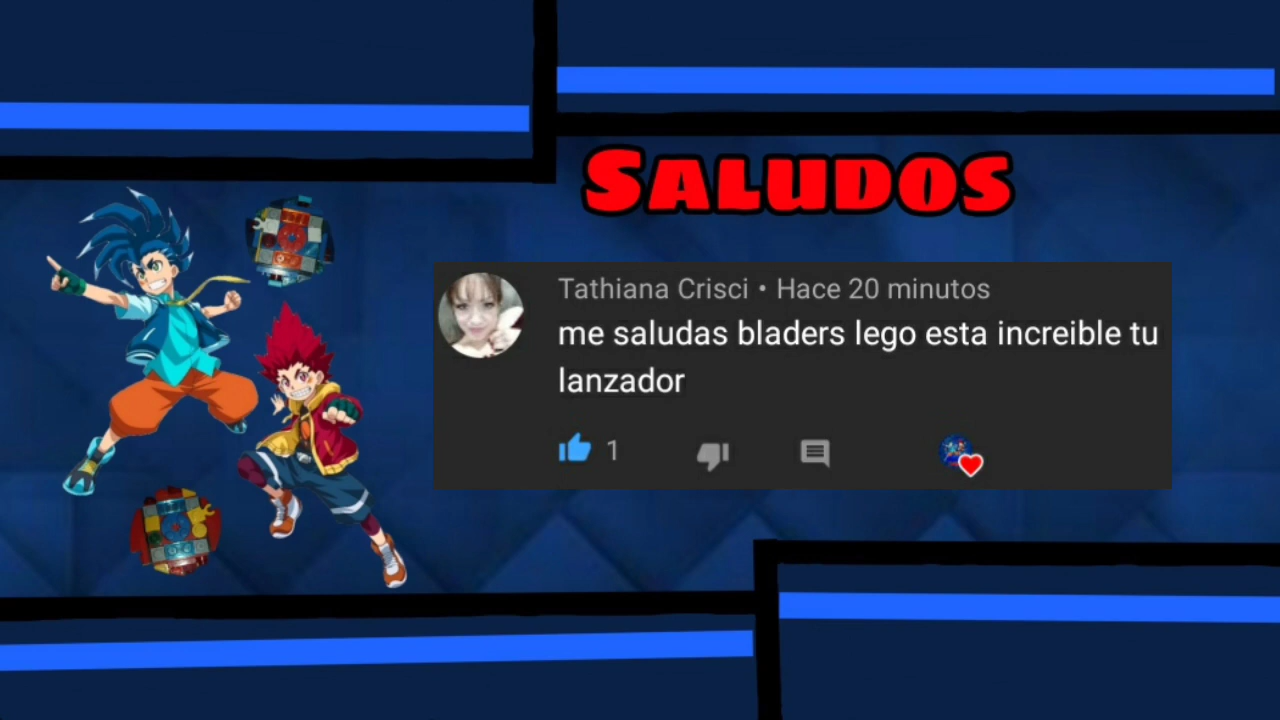 SALUDOS
Tathiana Crisci • Hace 20 minutos
me saludas bladers lego esta increible tu
lanzador
1